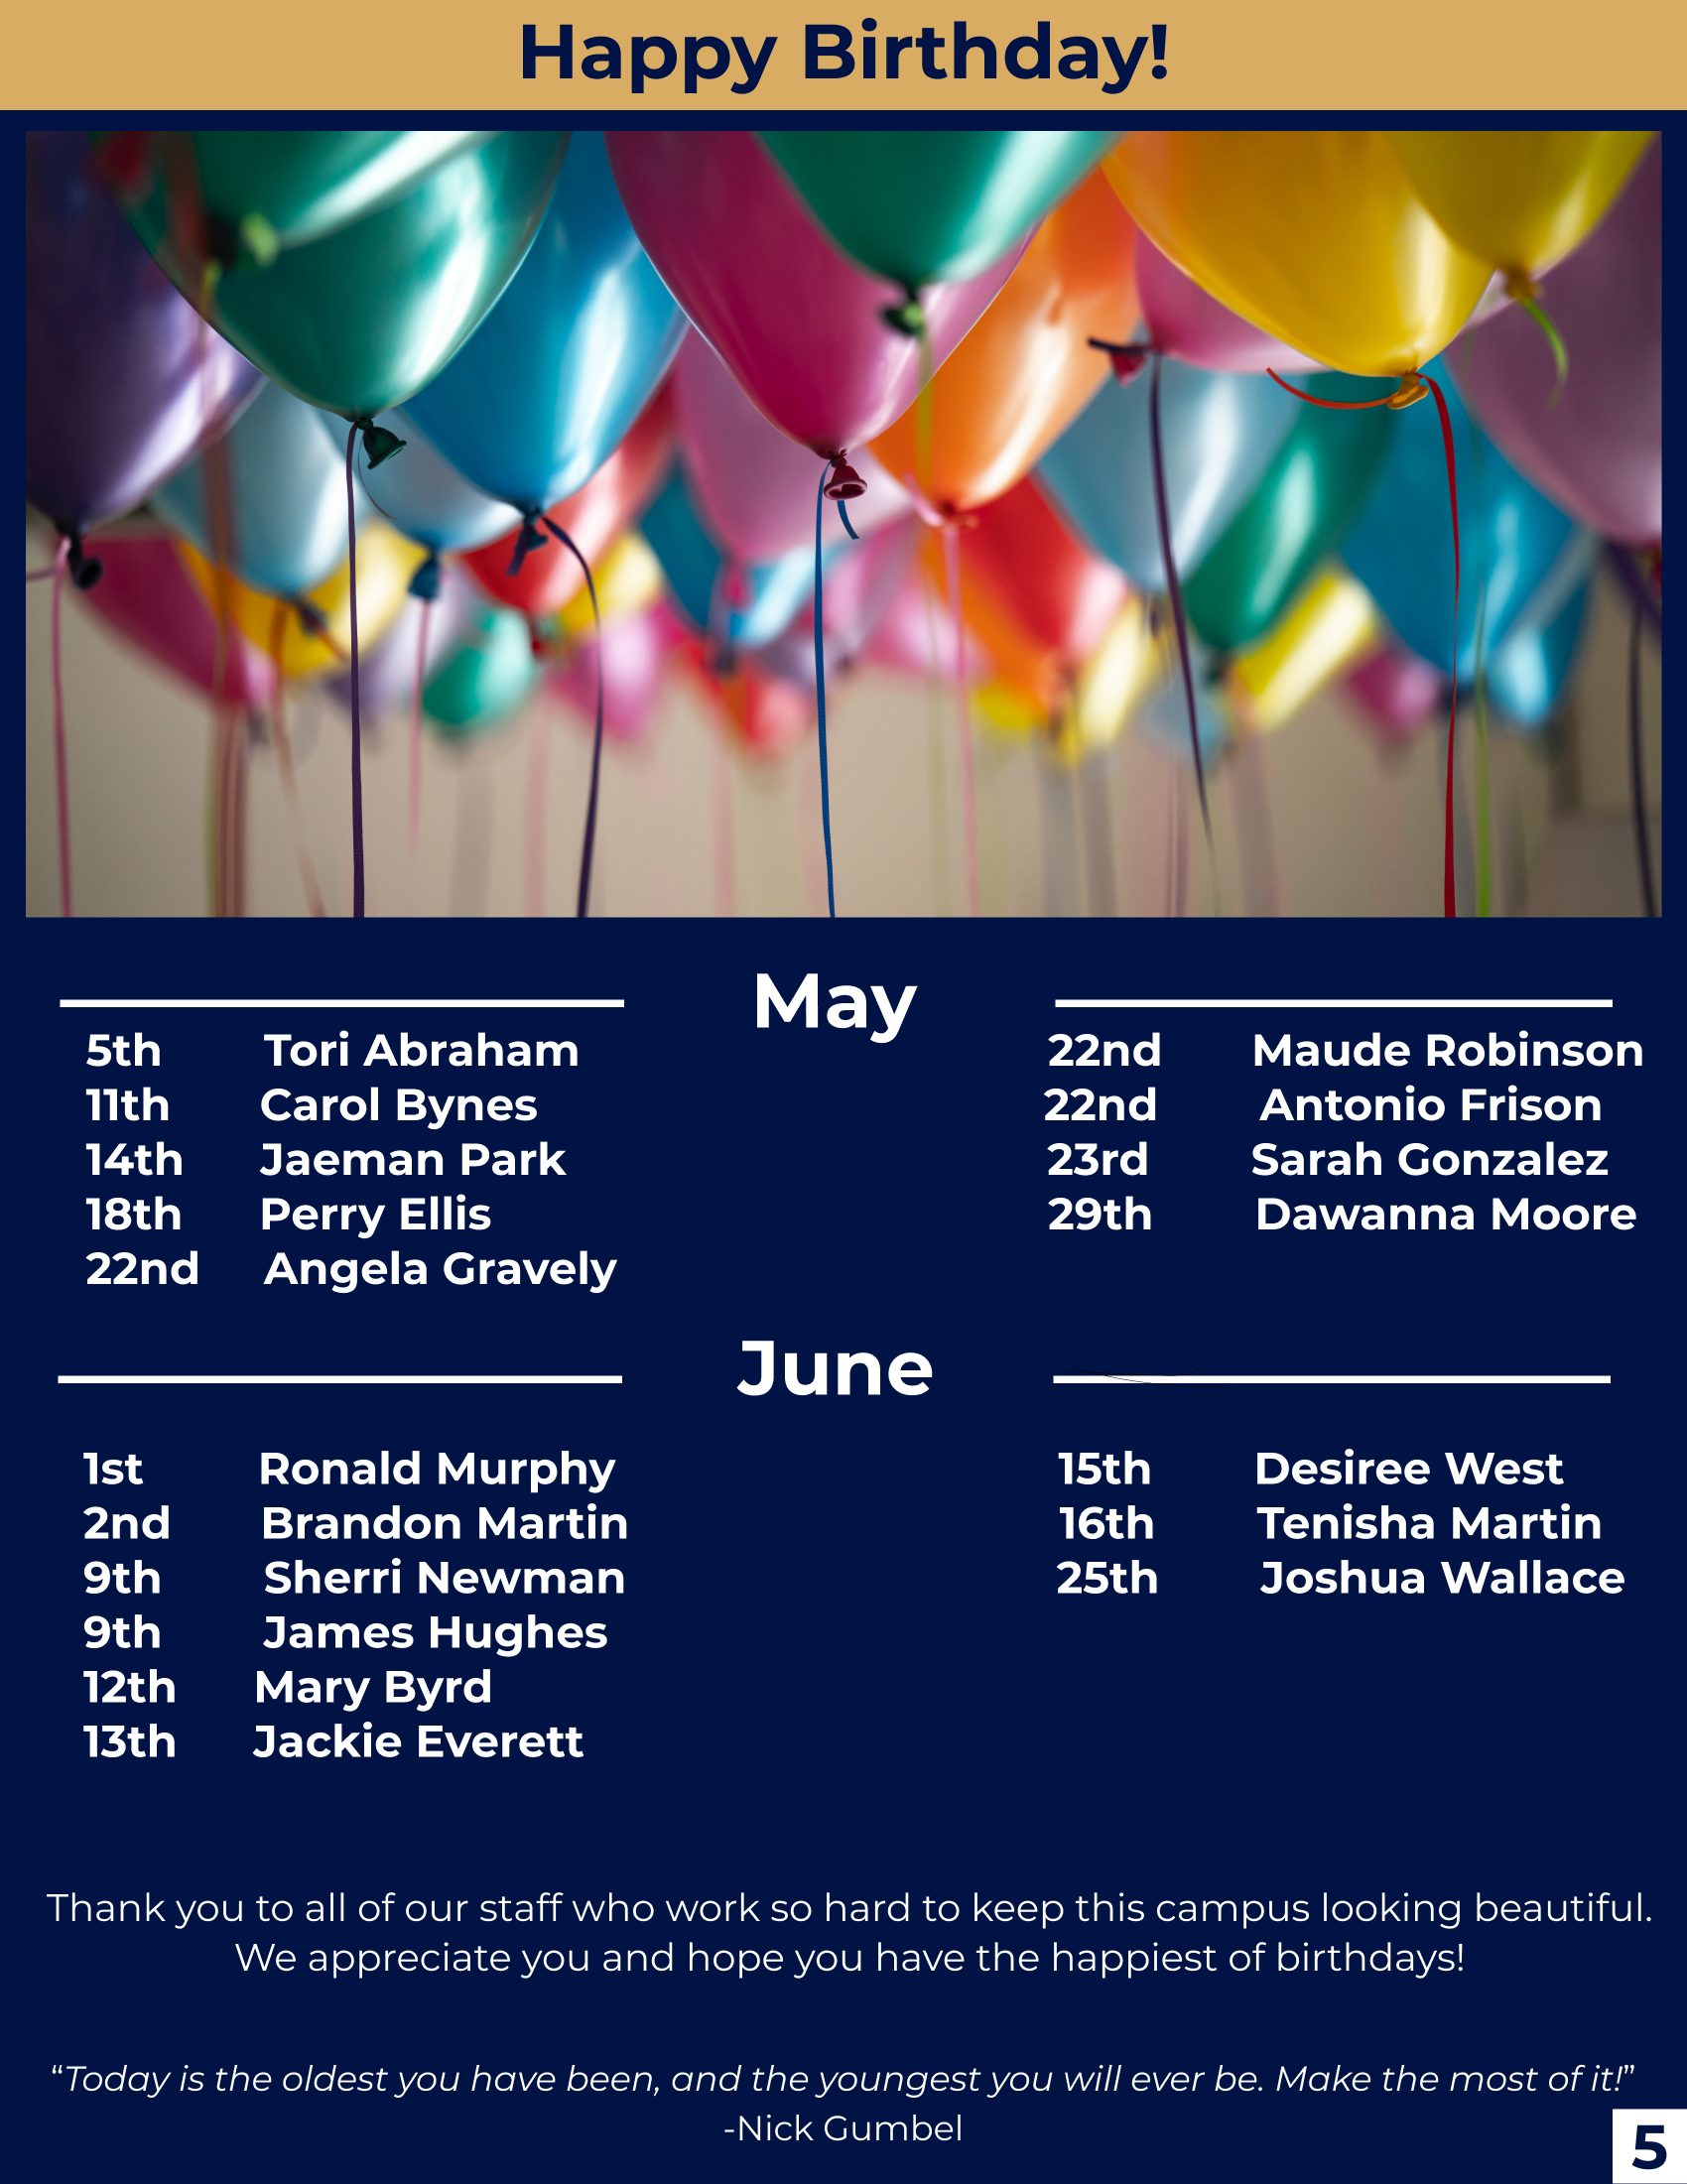 Happy Birthday!
May
5th Tori Abraham
11th Carol Bynes
14th Jaeman Park
18th Perry Ellis
22nd Angela Gravely
22nd Maude Robinson
22nd Antonio Frison
23rd Sarah Gonzalez
29th Dawanna Moore
June
1st Ronald Murphy
2nd Brandon Martin
9th Sherri Newman
9th James Hughes
12th Mary Byrd
13th Jackie Everett
15th Desiree West
16th Tenisha Martin
25th Joshua Wallace
Thank you to all of our staff who work so hard to keep this campus looking beautiful.
We appreciate you and hope you have the happiest of birthdays!
“Today is the oldest you have been, and the youngest you will ever be. Make the most of it!”
-Nick Gumbel
5